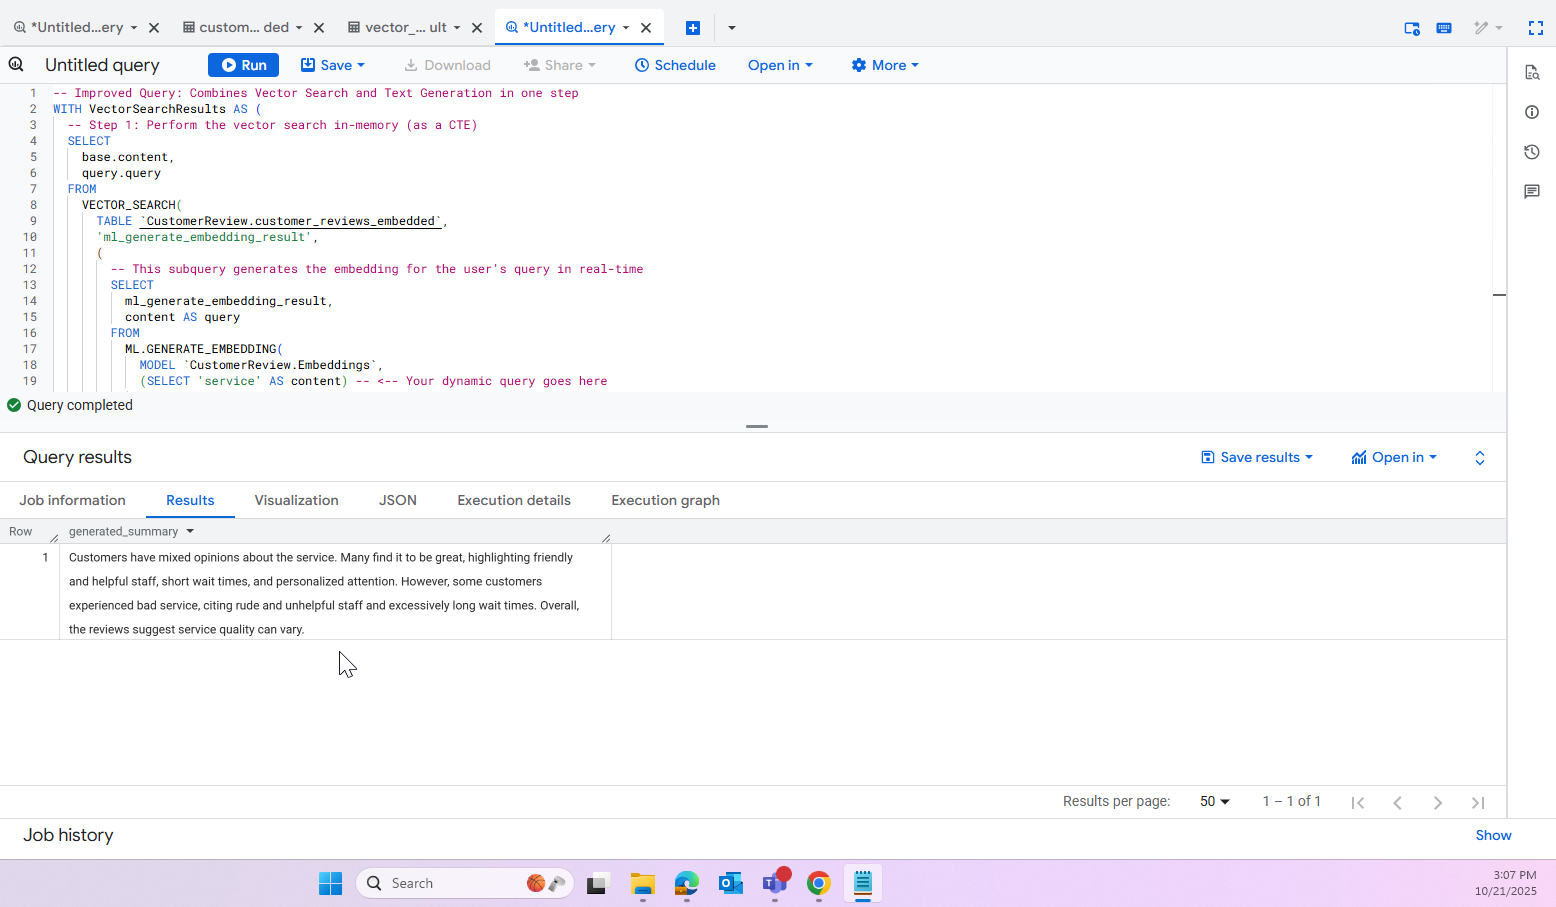 *Untitled...ery custom... ded vector_... ult *Untitled...ery
Untitled query Run Save Download Share Schedule Open in More
1 -- Improved Query: Combines Vector Search and Text Generation in one step
2 WITH VectorSearchResults AS (
3 -- Step 1: Perform the vector search in-memory (as a CTE)
4 SELECT
5 base.content,
6 query.query
7 FROM
8 VECTOR_SEARCH(
9 TABLE `CustomerReview.customer_reviews_embedded`,
10 'ml_generate_embedding_result',
11 (
12 -- This subquery generates the embedding for the user's query in real-time
13 SELECT
14 ml_generate_embedding_result,
15 content AS query
16 FROM
17 ML.GENERATE_EMBEDDING(
18 MODEL `CustomerReview.Embeddings`,
19 (SELECT 'service' AS content) -- <-- Your dynamic query goes here
Query completed
Query results Save results Open in
Job information Results Visualization JSON Execution details Execution graph
Row generated_summary
1 Customers have mixed opinions about the service. Many find it to be great, highlighting friendly
and helpful staff, short wait times, and personalized attention. However, some customers
experienced bad service, citing rude and unhelpful staff and excessively long wait times. Overall,
the reviews suggest service quality can vary.
Results per page: 50 1 – 1 of 1
Job history Show
Search
3:07 PM
10/21/2025